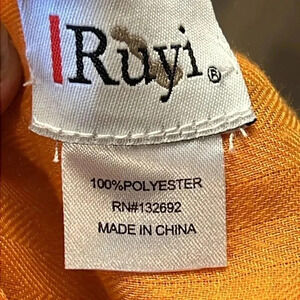 Ruyi®
100%POLYESTER
RN#132692
MADE IN CHINA